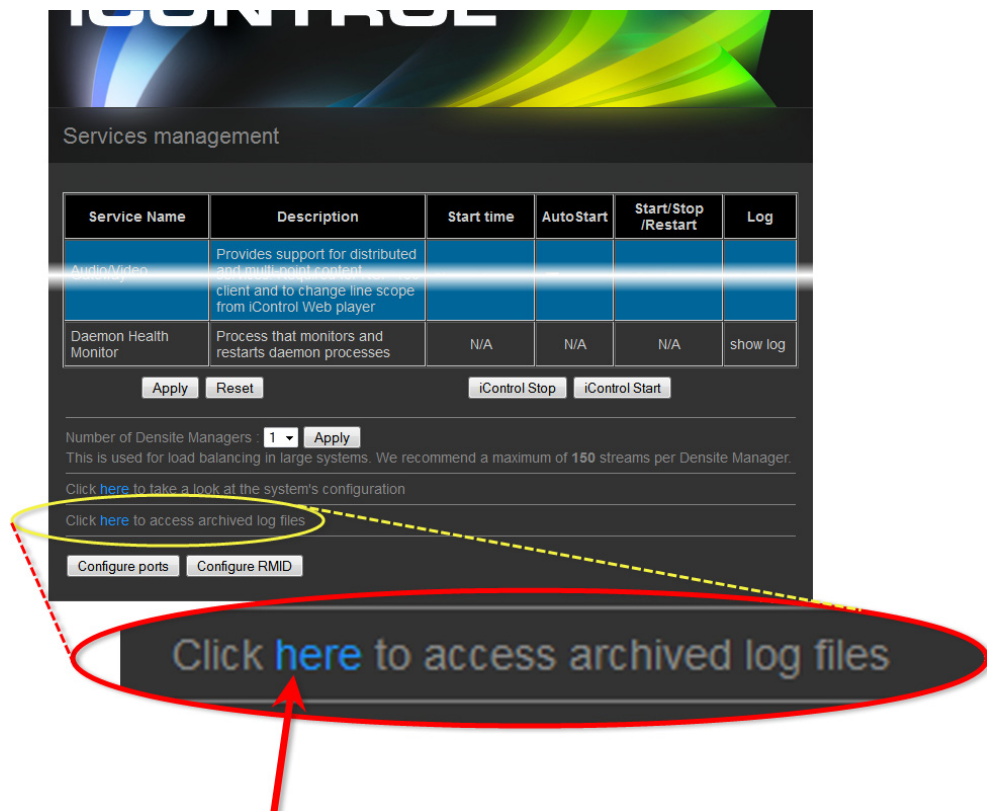 iCONTROL
Services management
Service Name
Description
Start time
AutoStart
Start/Stop
/Restart
Log
Audio/Video
Provides support for distributed
and multi-point content
client and to change line scope
from iControl Web player
Daemon Health
Monitor
Process that monitors and
restarts daemon processes
N/A
N/A
N/A
show log
Apply
Reset
iControl Stop
iControl Start
Number of Densite Managers : 1
Apply
This is used for load balancing in large systems. We recommend a maximum of 150 streams per Densite Manager.
Click here to take a look at the system's configuration
Click here to access archived log files
Configure ports
Configure RMID
Click here to access archived log files